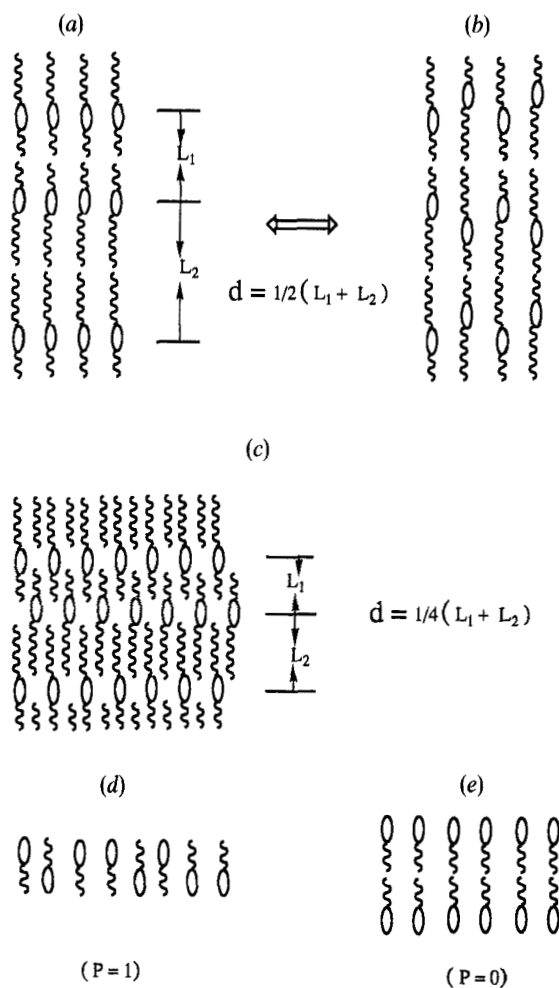 (a)
(b)
L₁
L₂
d = 1/2 ( L₁ + L₂ )
(c)
L₁
L₂
d = 1/4 ( L₁ + L₂ )
(d)
(e)
( P = 1 )
( P = 0 )